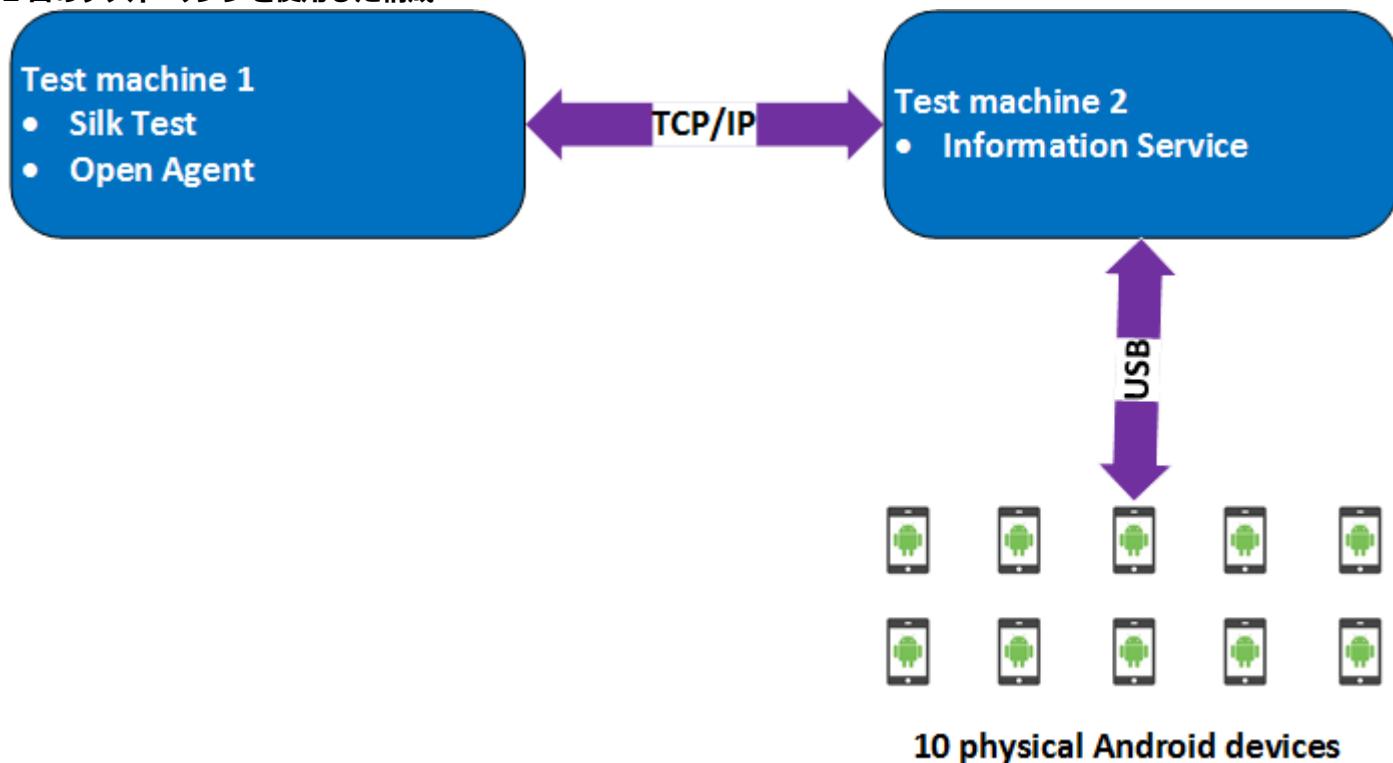 Test machine 1
• Silk Test
• Open Agent
TCP/IP
Test machine 2
• Information Service
USB
10 physical Android devices